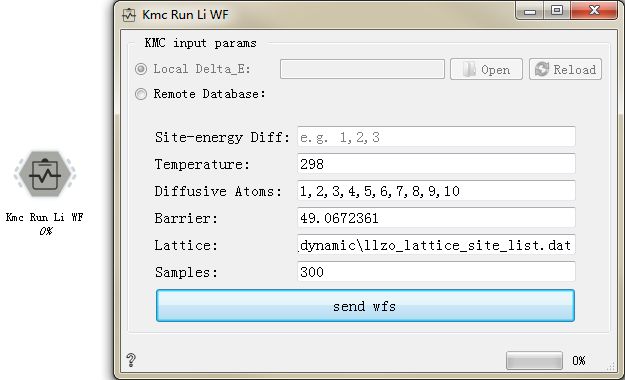 Kmc Run Li WF
KMC input params
Local Delta_E:
Open
Reload
Remote Database:
Site-energy Diff: e.g. 1,2,3
Temperature: 298
Diffusive Atoms: 1,2,3,4,5,6,7,8,9,10
Barrier: 49.0672361
Lattice: _dynamic\llzo_lattice_site_list.dat
Samples: 300
send wfs
? 0%
Kmc Run Li WF
0%